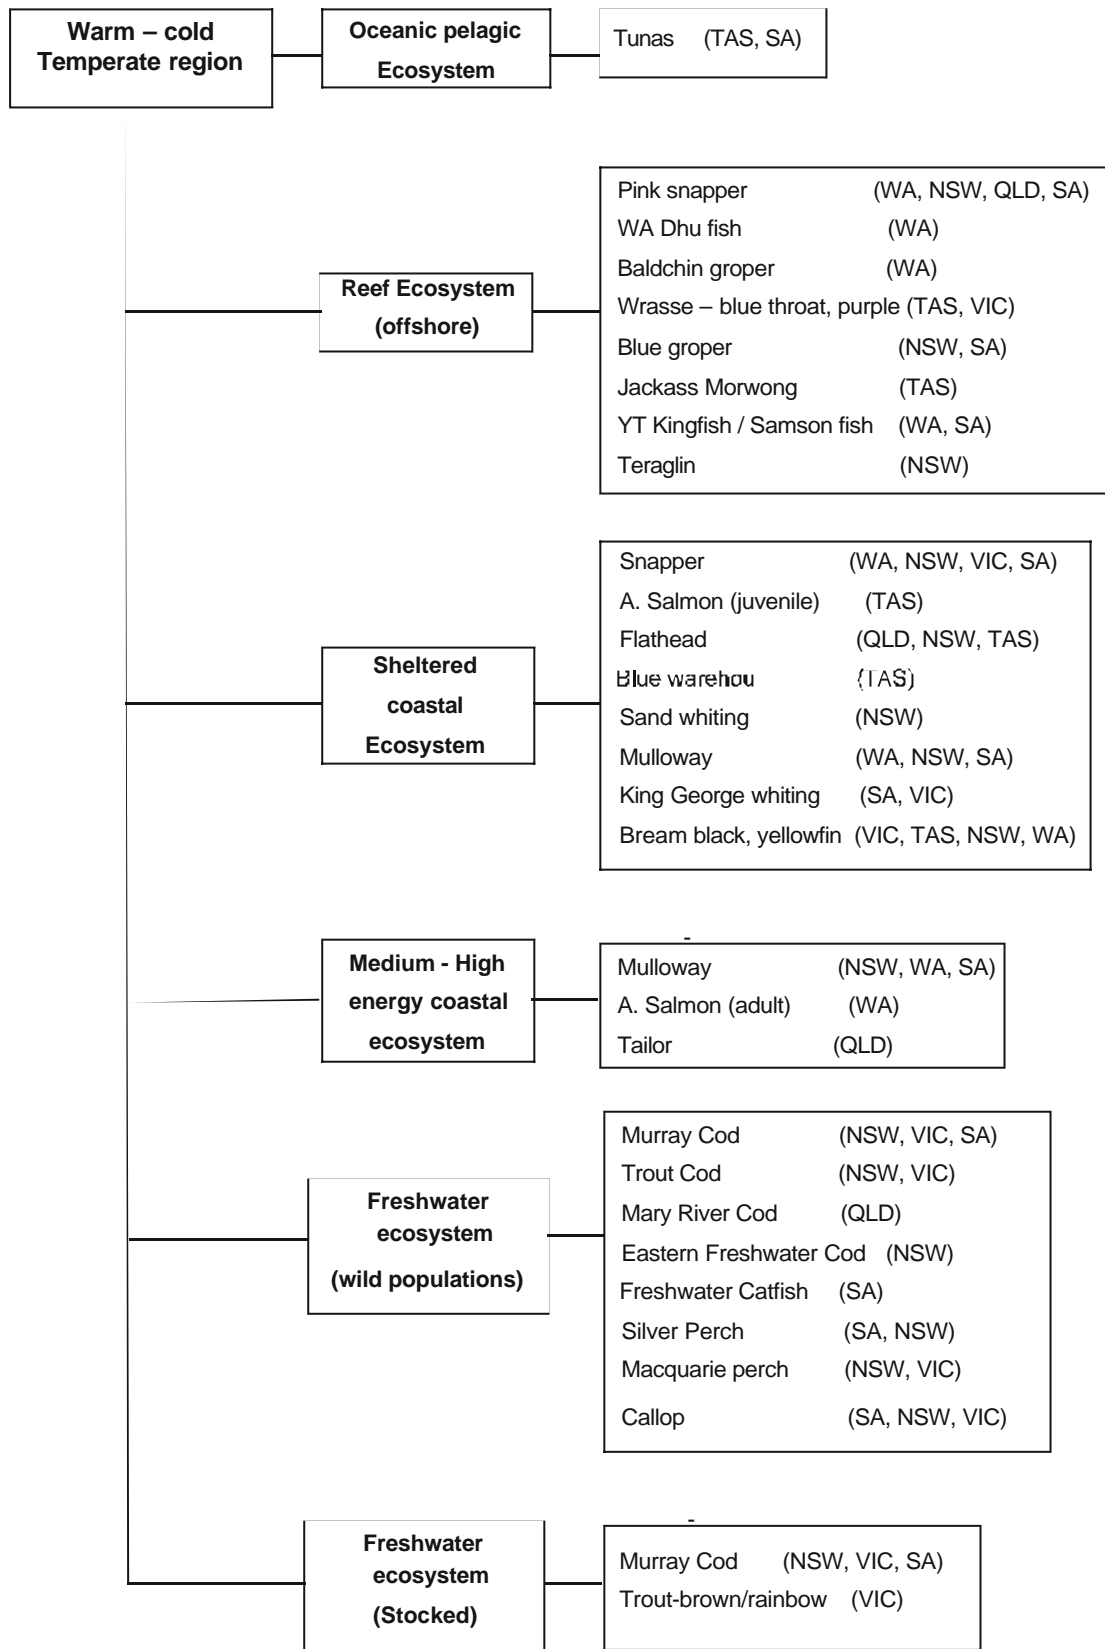 Warm – cold
Temperate region
Oceanic pelagic
Ecosystem
Tunas (TAS, SA)
Reef Ecosystem
(offshore)
Pink snapper (WA, NSW, QLD, SA)
WA Dhu fish (WA)
Baldchin groper (WA)
Wrasse – blue throat, purple (TAS, VIC)
Blue groper (NSW, SA)
Jackass Morwong (TAS)
YT Kingfish / Samson fish (WA, SA)
Teraglin (NSW)
Sheltered
coastal
Ecosystem
Snapper (WA, NSW, VIC, SA)
A. Salmon (juvenile) (TAS)
Flathead (QLD, NSW, TAS)
Blue warehou (TAS)
Sand whiting (NSW)
Mulloway (WA, NSW, SA)
King George whiting (SA, VIC)
Bream black, yellowfin (VIC, TAS, NSW, WA)
Medium - High
energy coastal
ecosystem
Mulloway (NSW, WA, SA)
A. Salmon (adult) (WA)
Tailor (QLD)
Freshwater
ecosystem
(wild populations)
Murray Cod (NSW, VIC, SA)
Trout Cod (NSW, VIC)
Mary River Cod (QLD)
Eastern Freshwater Cod (NSW)
Freshwater Catfish (SA)
Silver Perch (SA, NSW)
Macquarie perch (NSW, VIC)
Callop (SA, NSW, VIC)
Freshwater
ecosystem
(Stocked)
Murray Cod (NSW, VIC, SA)
Trout-brown/rainbow (VIC)